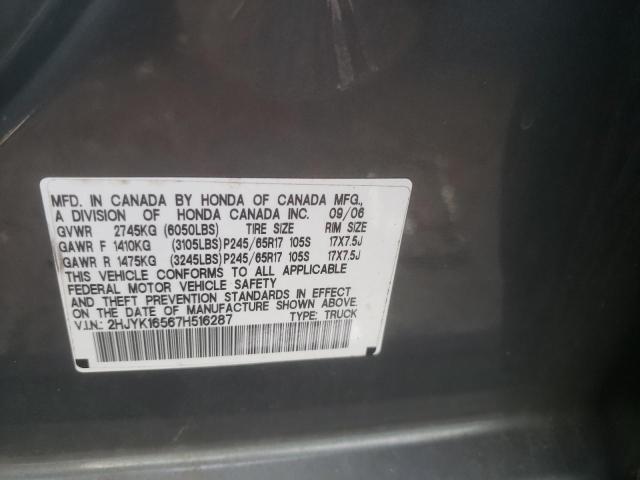 MFD. IN CANADA BY HONDA OF CANADA MFG.,
A DIVISION OF HONDA CANADA INC. 09/06
GVWR 2745KG (6050LBS) TIRE SIZE RIM SIZE
GAWR F 1410KG (3105LBS)P245/65R17 105S 17X7.5J
GAWR R 1475KG (3245LBS)P245/65R17 105S 17X7.5J
THIS VEHICLE CONFORMS TO ALL APPLICABLE
FEDERAL MOTOR VEHICLE SAFETY
AND THEFT PREVENTION STANDARDS IN EFFECT
ON THE DATE OF MANUFACTURE SHOWN ABOVE.
V.I.N.: 2HJYK16567H516287 TYPE: TRUCK